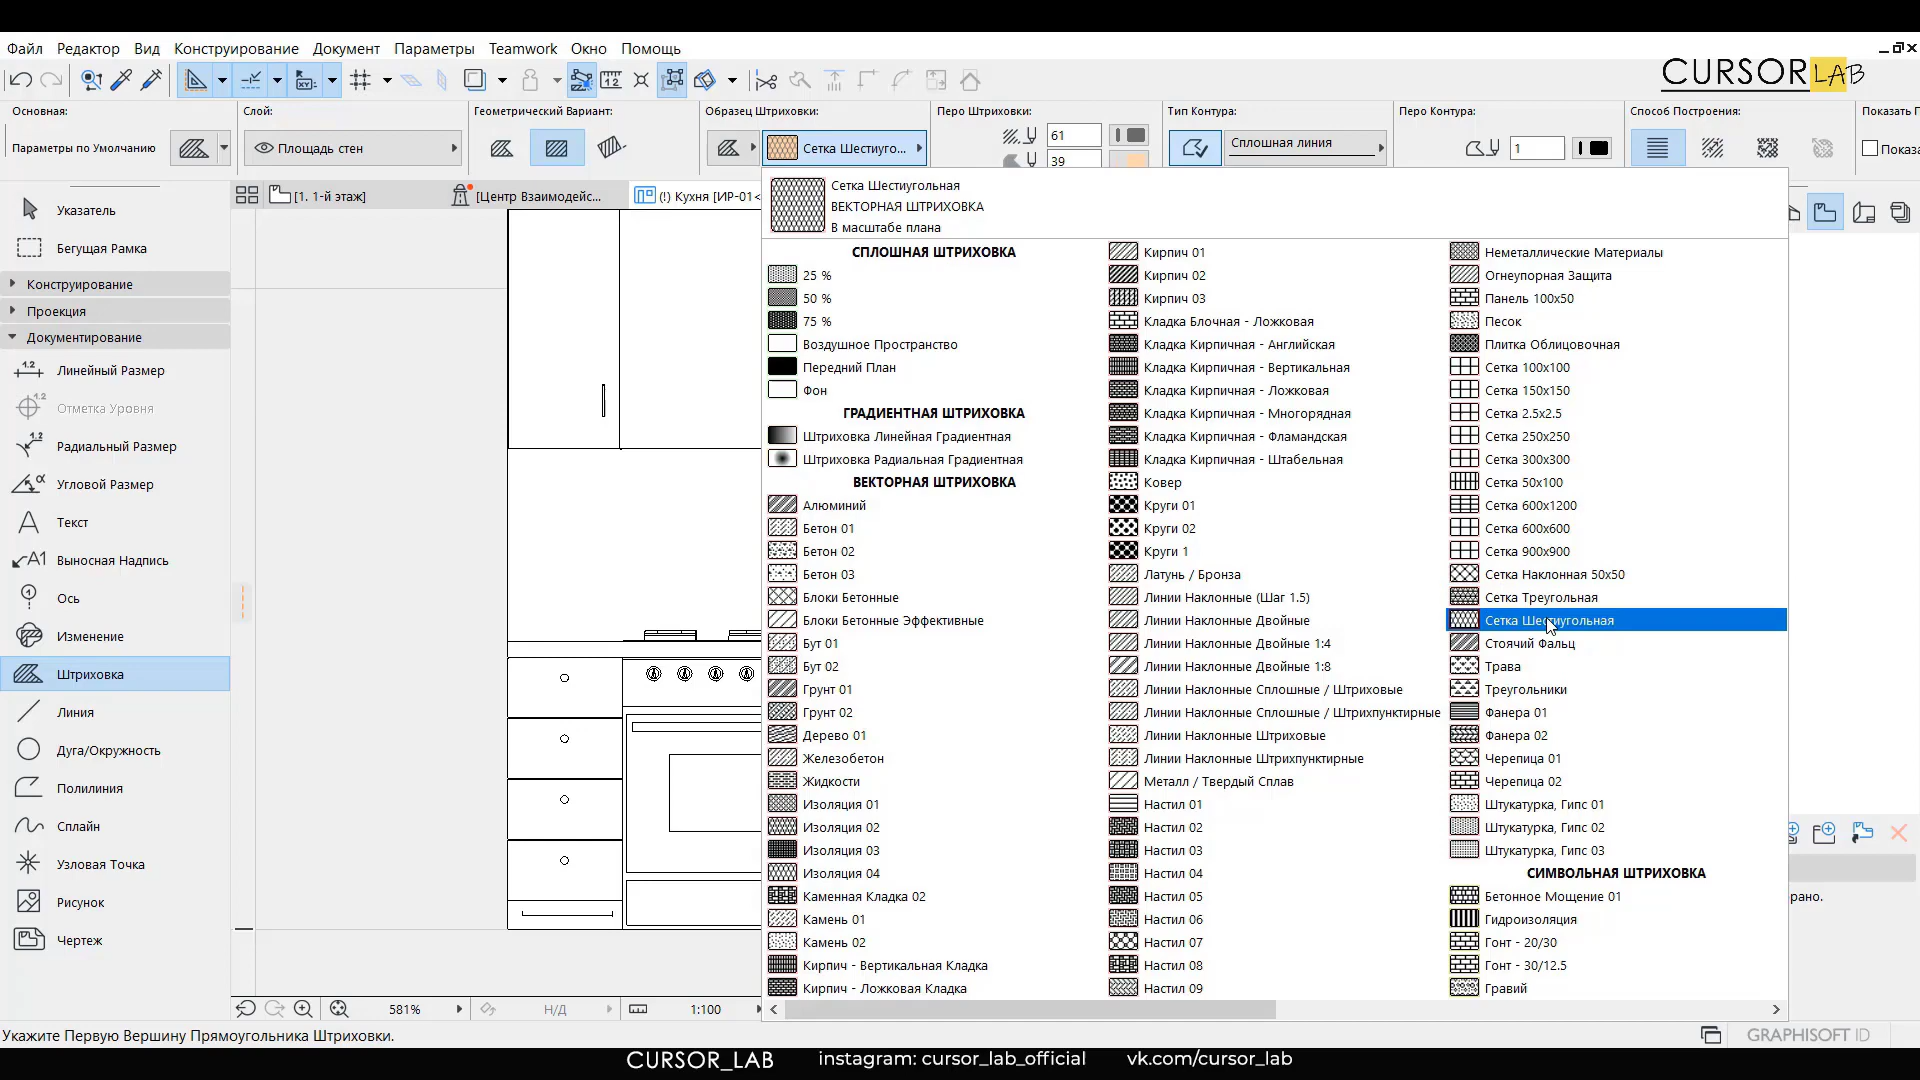 Файл Редактор Вид Конструирование Документ Параметры Teamwork Окно Помощь
CURSOR LAB
Основная:
Слой:
Геометрический Вариант:
Образец Штриховки:
Перо Штриховки:
Тип Контура:
Перо Контура:
Способ Построения:
Показать
Параметры по Умолчанию
Площадь стен
Сетка Шестиуго...
61
39
Сплошная линия
1
Показа
[1. 1-й этаж]
[Центр Взаимодейс...
(!) Кухня [ИР-01<
Указатель
Бегущая Рамка
Конструирование
Проекция
Документирование
Линейный Размер
Отметка Уровня
Радиальный Размер
Угловой Размер
Текст
Выносная Надпись
Ось
Изменение
Штриховка
Линия
Дуга/Окружность
Полилиния
Сплайн
Узловая Точка
Рисунок
Чертеж
Сетка Шестиугольная
ВЕКТОРНАЯ ШТРИХОВКА
В масштабе плана
СПЛОШНАЯ ШТРИХОВКА
25 %
50 %
75 %
Воздушное Пространство
Передний План
Фон
ГРАДИЕНТНАЯ ШТРИХОВКА
Штриховка Линейная Градиентная
Штриховка Радиальная Градиентная
ВЕКТОРНАЯ ШТРИХОВКА
Алюминий
Бетон 01
Бетон 02
Бетон 03
Блоки Бетонные
Блоки Бетонные Эффективные
Бут 01
Бут 02
Грунт 01
Грунт 02
Дерево 01
Железобетон
Жидкости
Изоляция 01
Изоляция 02
Изоляция 03
Изоляция 04
Каменная Кладка 02
Камень 01
Камень 02
Кирпич - Вертикальная Кладка
Кирпич - Ложковая Кладка
Кирпич 01
Кирпич 02
Кирпич 03
Кладка Блочная - Ложковая
Кладка Кирпичная - Английская
Кладка Кирпичная - Вертикальная
Кладка Кирпичная - Ложковая
Кладка Кирпичная - Многорядная
Кладка Кирпичная - Фламандская
Кладка Кирпичная - Штабельная
Ковер
Круги 01
Круги 02
Круги 1
Латунь / Бронза
Линии Наклонные (Шаг 1.5)
Линии Наклонные Двойные
Линии Наклонные Двойные 1:4
Линии Наклонные Двойные 1:8
Линии Наклонные Сплошные / Штриховые
Линии Наклонные Сплошные / Штрихпунктирные
Линии Наклонные Штриховые
Линии Наклонные Штрихпунктирные
Металл / Твердый Сплав
Настил 01
Настил 02
Настил 03
Настил 04
Настил 05
Настил 06
Настил 07
Настил 08
Настил 09
Неметаллические Материалы
Огнеупорная Защита
Панель 100x50
Песок
Плитка Облицовочная
Сетка 100x100
Сетка 150x150
Сетка 2.5x2.5
Сетка 250x250
Сетка 300x300
Сетка 50x100
Сетка 600x1200
Сетка 600x600
Сетка 900x900
Сетка Наклонная 50x50
Сетка Треугольная
Сетка Шестиугольная
Стоячий Фальц
Трава
Треугольники
Фанера 01
Фанера 02
Черепица 01
Черепица 02
Штукатурка, Гипс 01
Штукатурка, Гипс 02
Штукатурка, Гипс 03
СИМВОЛЬНАЯ ШТРИХОВКА
Бетонное Мощение 01
Гидроизоляция
Гонт - 20/30
Гонт - 30/12.5
Гравий
рано.
581%
Н/Д
1:100
Укажите Первую Вершину Прямоугольника Штриховки.
GRAPHISOFT ID
CURSOR_LAB instagram: cursor_lab_official vk.com/cursor_lab